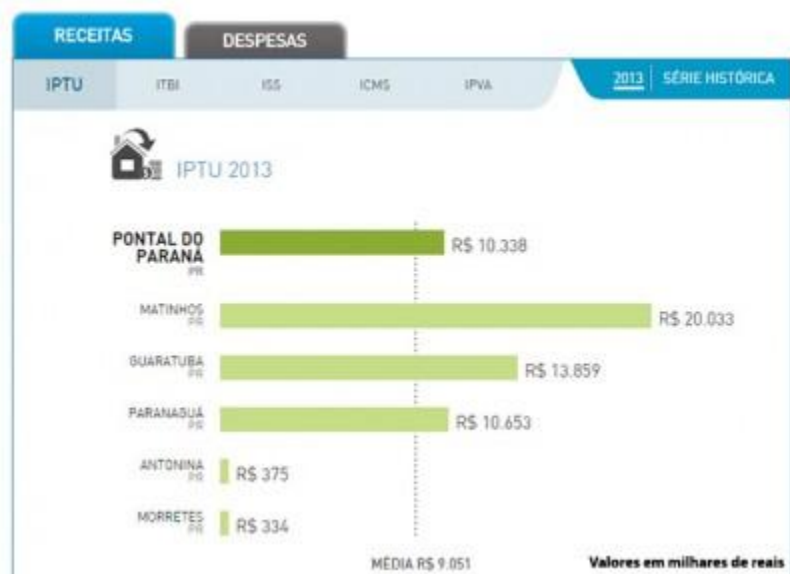 RECEITAS
DESPESAS
IPTU ITBI ISS ICMS IPVA
2013 SÉRIE HISTÓRICA
IPTU 2013
PONTAL DO
PARANÁ
PR
R$ 10.338
MATINHOS
PR
R$ 20.033
GUARATUBA
PR
R$ 13.859
PARANAGUÁ
PR
R$ 10.653
ANTONINA
PR
R$ 375
MORRETES
PR
R$ 334
MÉDIA R$ 9.051
Valores em milhares de reais